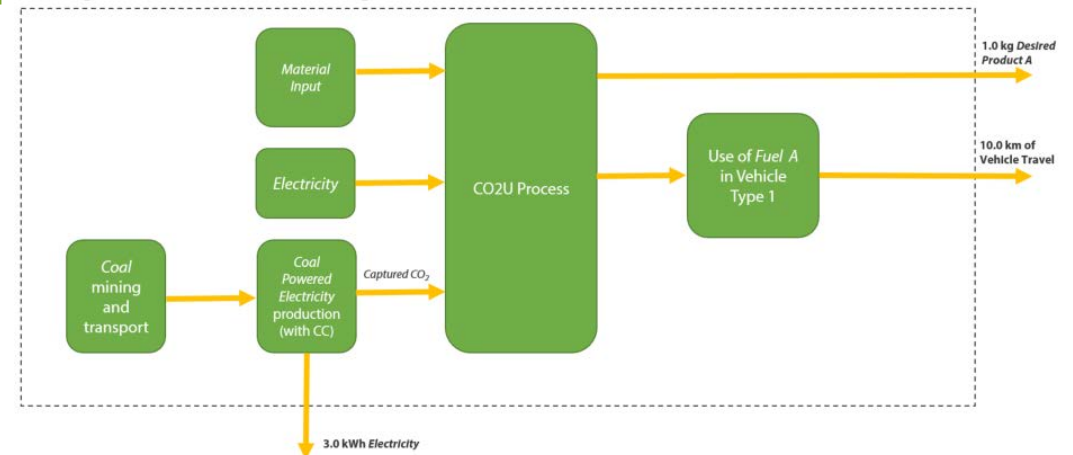 Material
Input
1.0 kg Desired
Product A
Electricity
CO2U Process
Use of Fuel A
in Vehicle
Type 1
10.0 km of
Vehicle Travel
Coal
mining
and
transport
Coal
Powered
Electricity
production
(with CC)
Captured CO₂
3.0 kWh Electricity